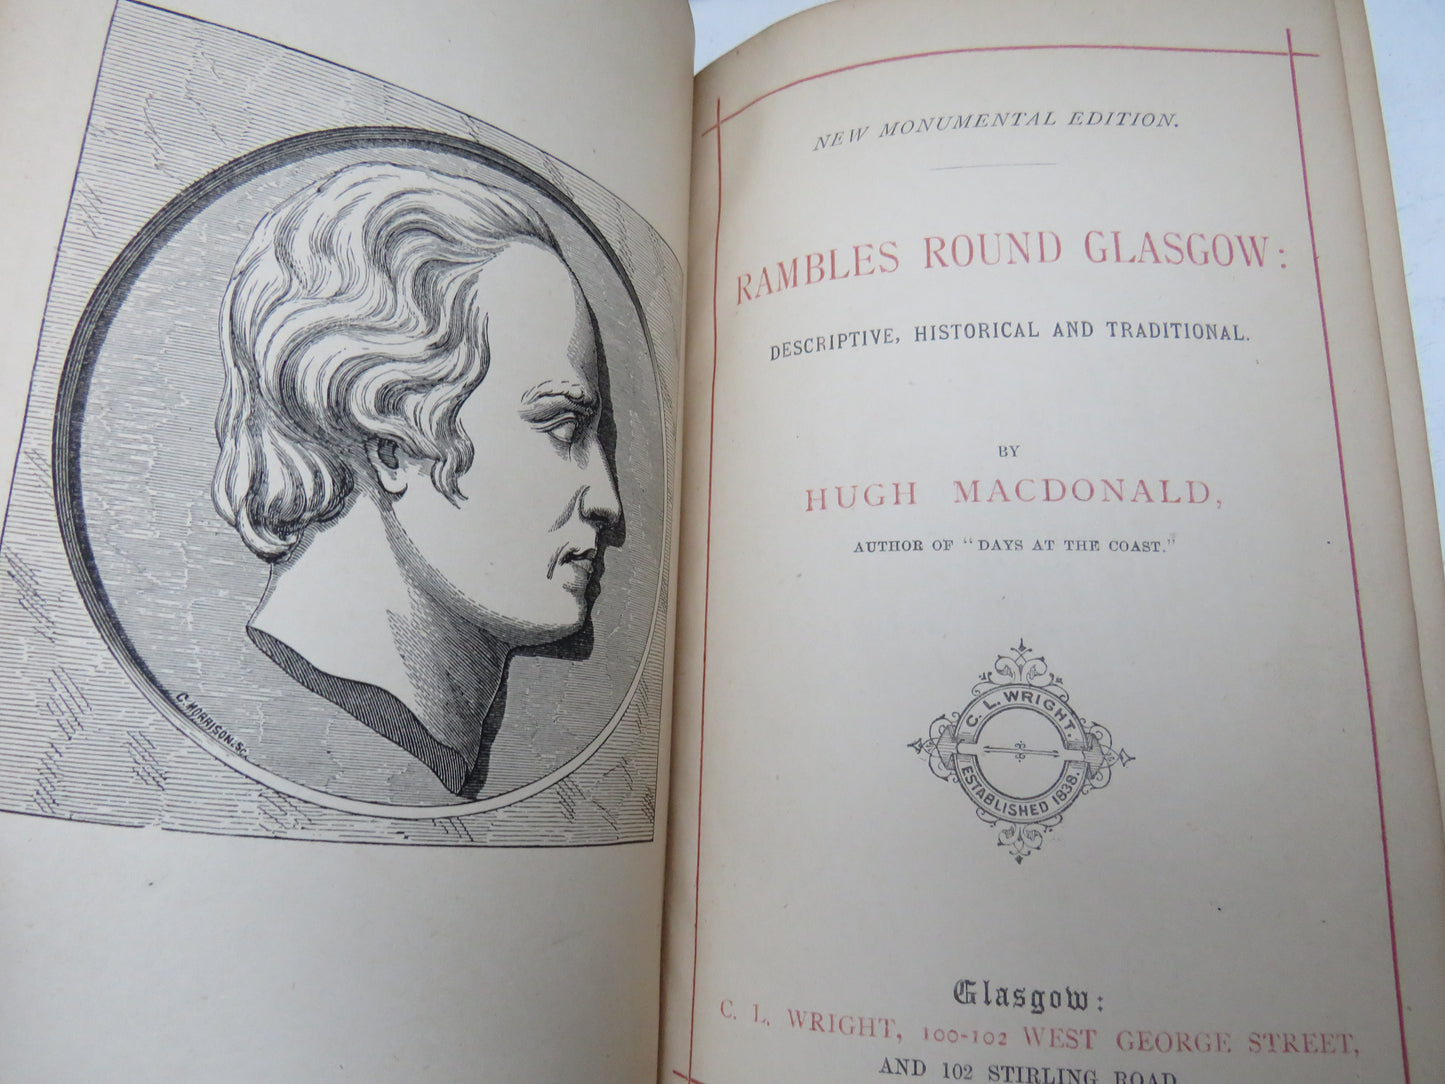 C. MORRISON. Sc.
NEW MONUMENTAL EDITION.
RAMBLES ROUND GLASGOW:
DESCRIPTIVE, HISTORICAL AND TRADITIONAL.
BY
HUGH MACDONALD,
AUTHOR OF "DAYS AT THE COAST."
C. L. WRIGHT.
ESTABLISHED 1838.
Glasgow:
C. L. WRIGHT, 100-102 WEST GEORGE STREET,
AND 102 STIRLING ROAD